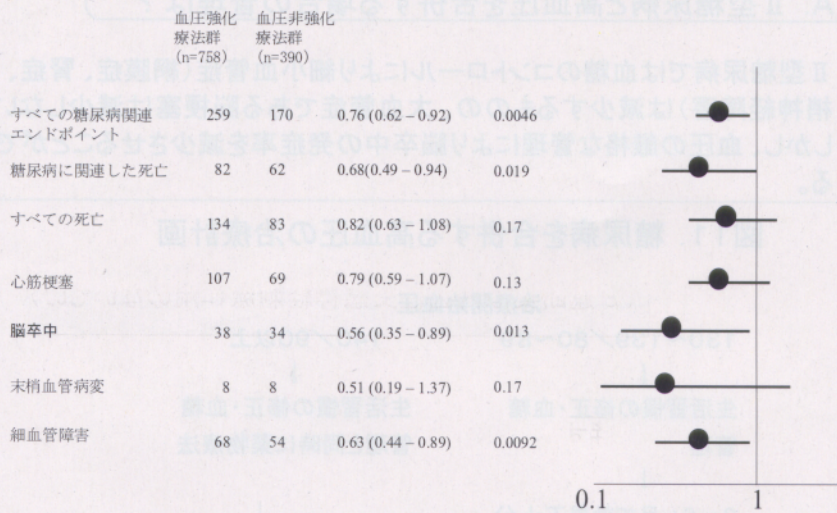 血圧強化 血圧非強化
療法群 療法群
(n=758) (n=390)
すべての糖尿病関連 259 170 0.76 (0.62－0.92) 0.0046
エンドポイント
糖尿病に関連した死亡 82 62 0.68(0.49－0.94) 0.019
すべての死亡 134 83 0.82 (0.63－1.08) 0.17
心筋梗塞 107 69 0.79 (0.59－1.07) 0.13
脳卒中 38 34 0.56 (0.35－0.89) 0.013
末梢血管病変 8 8 0.51 (0.19－1.37) 0.17
細血管障害 68 54 0.63 (0.44－0.89) 0.0092
0.1 1